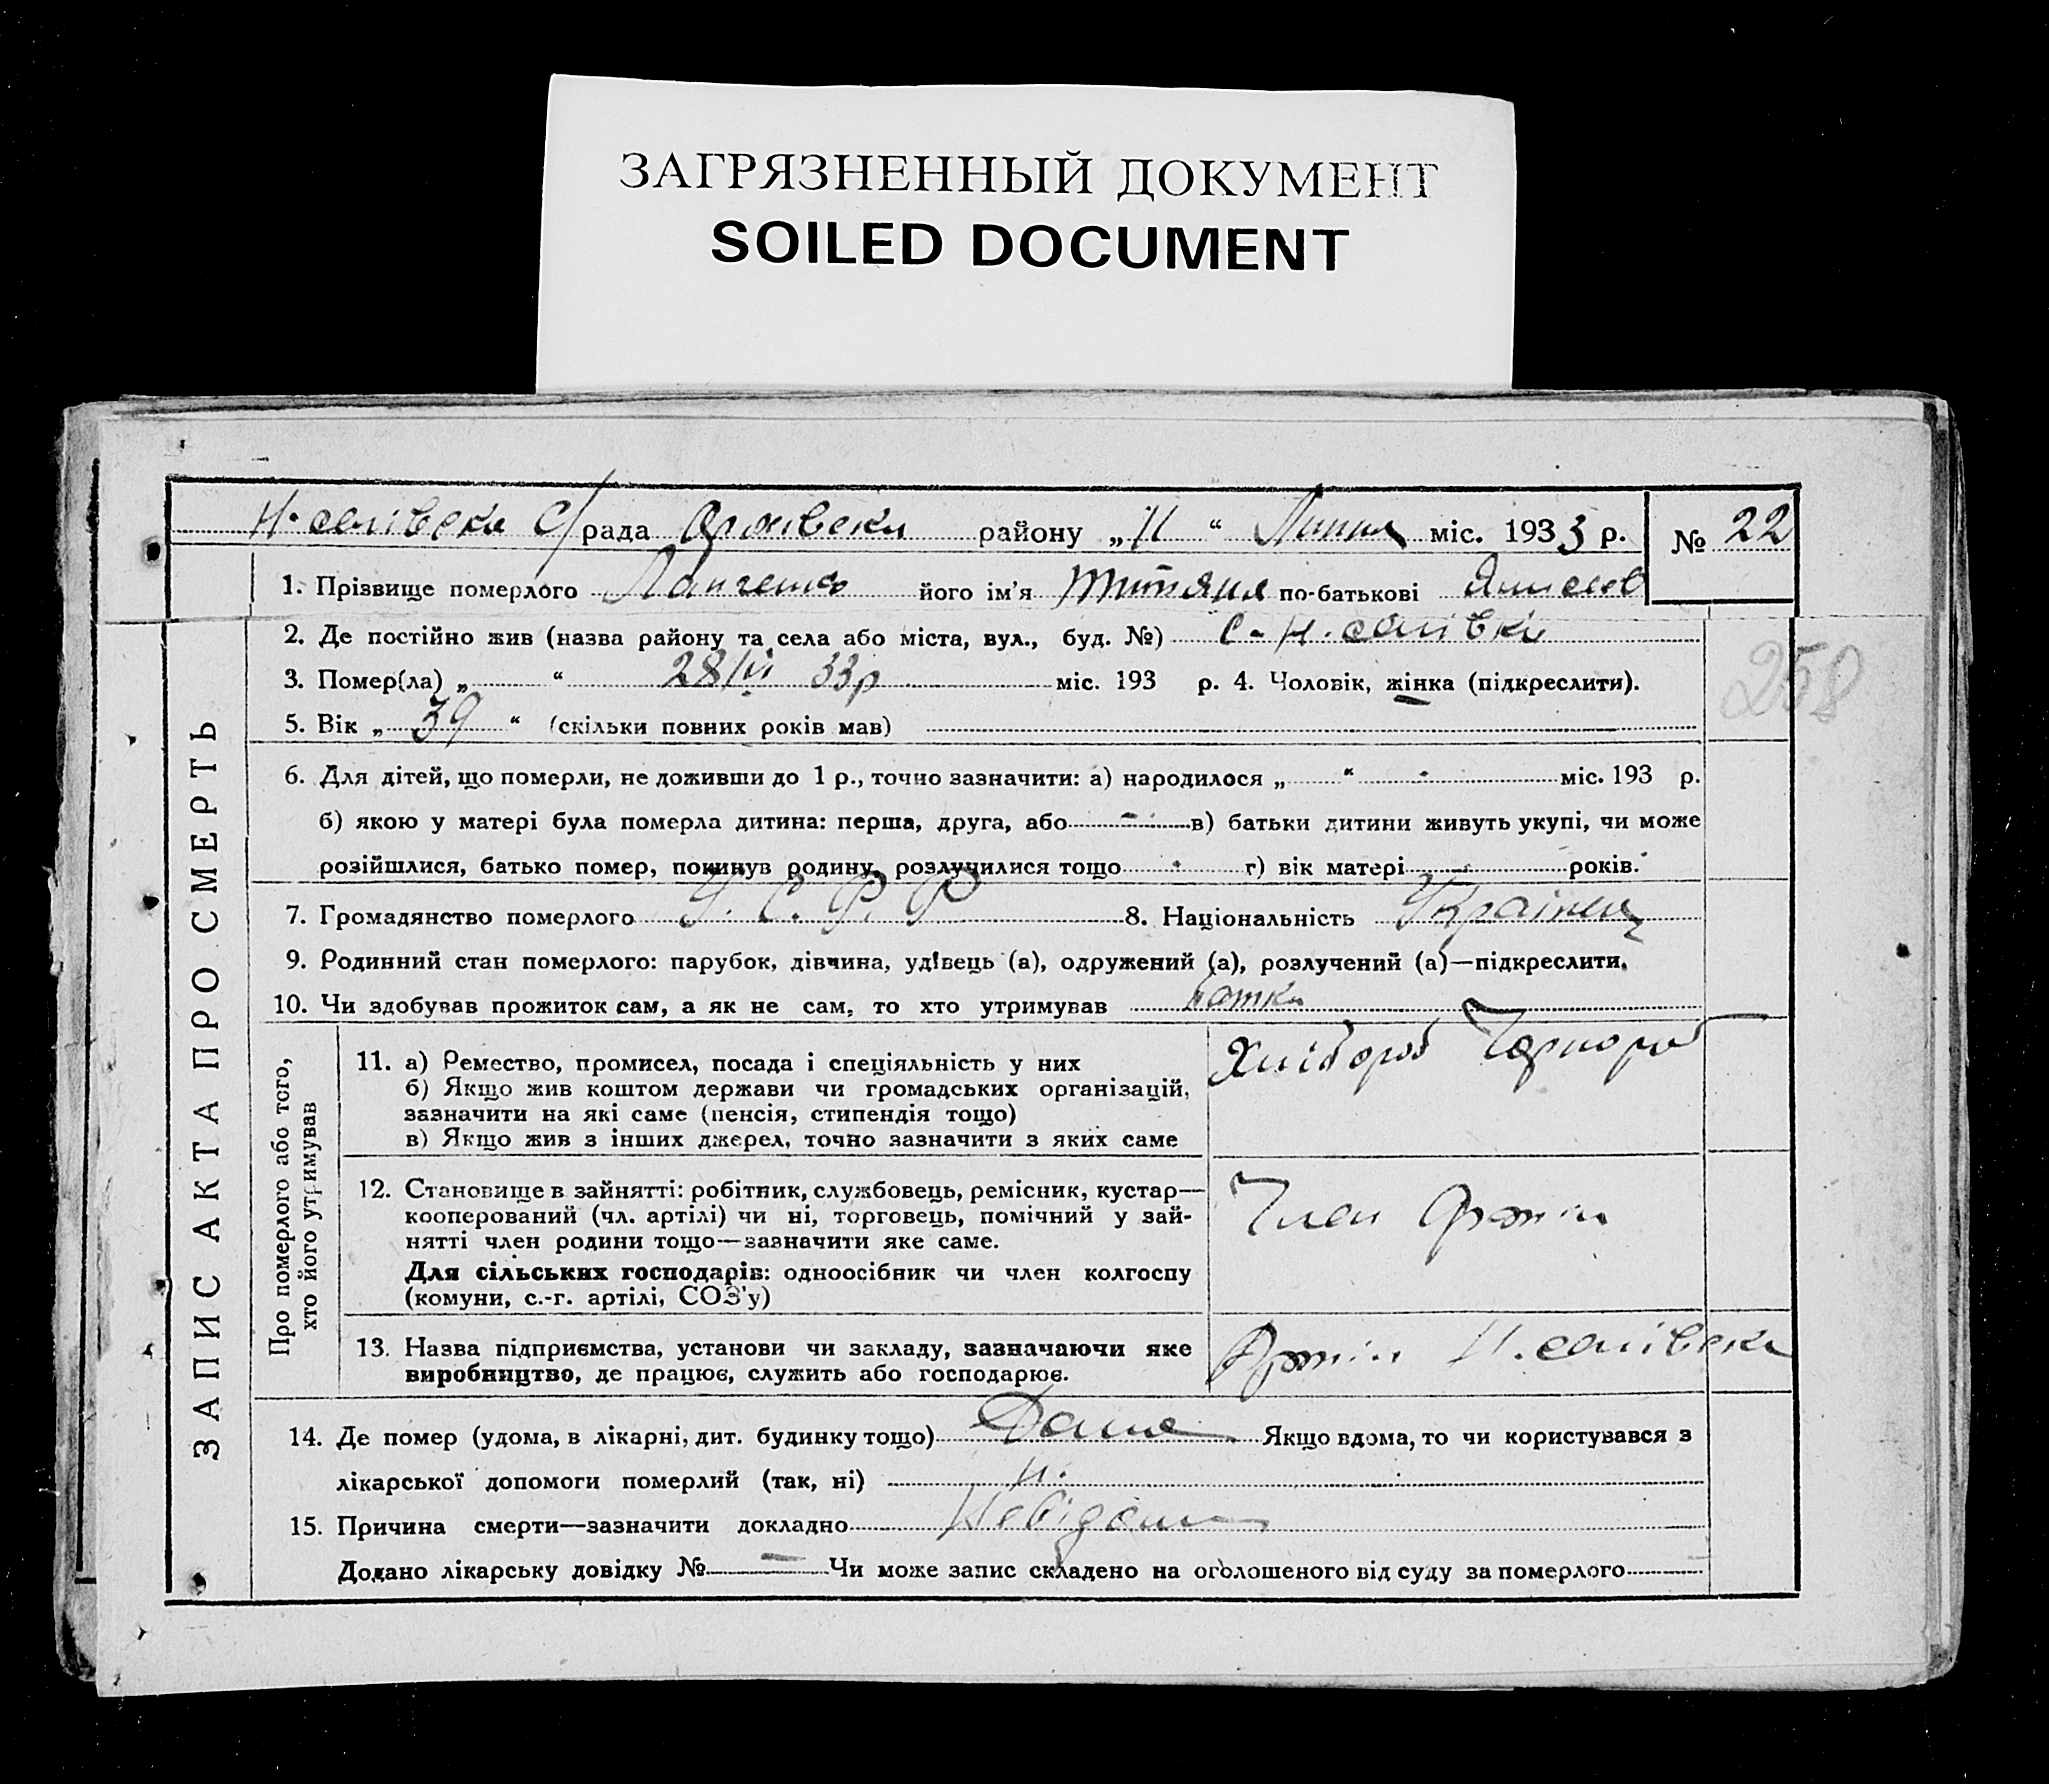 ЗАГРЯЗНЕННЫЙ ДОКУМЕНТ
SOILED DOCUMENT
с/рада району „ “ Липня міс. 1933 р. № 22
1. Прізвище померлого його ім'я по-батькові
2. Де постійно жив (назва району та села або міста, вул., буд. №) с-
3. Помер(ла) „ “ 28/VI 33р міс. 193 р. 4. Чоловік, жінка (підкреслити).
258
5. Вік „ 39 “ (скільки повних років мав)
6. Для дітей, що померли, не доживши до 1 р., точно зазначити: а) народилося „ “ - міс. 193 р.
б) якою у матері була померла дитина: перша, друга, або - в) батьки дитини живуть укупі, чи може
розійшлися, батько помер, покинув родину, розлучилися тощо - г) вік матері - років.
7. Громадянство померлого У. С. Р. Р 8. Національність
9. Родинний стан померлого: парубок, дівчина, удівець (а), одружений (а), розлучений (а)—підкреслити.
10. Чи здобував прожиток сам, а як не сам, то хто утримував
11. а) Ремество, промисел, посада і спеціяльність у них
Хлібороб Чорнороб
б) Якщо жив коштом держави чи громадських організацій,
зазначити на які саме (пенсія, стипендія тощо)
в) Якщо жив з інших джерел, точно зазначити з яких саме
12. Становище в зайнятті: робітник, службовець, ремісник, кустар—
кооперований (чл. артілі) чи ні, торговець, помічний у зай-
Член Артіли
нятті член родини тощо—зазначити яке саме.
Для сільських господарів: одноосібник чи член колгоспу
(комуни, с.-г. артілі, СОЗ'у)
13. Назва підприємства, установи чи закладу, зазначаючи яке
Артіль
виробництво, де працює, служить або господарює.
14. Де помер (удома, в лікарні, дит. будинку тощо) Дома Якщо вдома, то чи користувався з
лікарської допомоги померлий (так, ні) н.
15. Причина смерти—зазначити докладно Невідома
Додано лікарську довідку № — Чи може запис складено на оголошеного від суду за померлого
ЗАПИС АКТА ПРО СМЕРТЬ
Про померлого або того,
хто його утримував